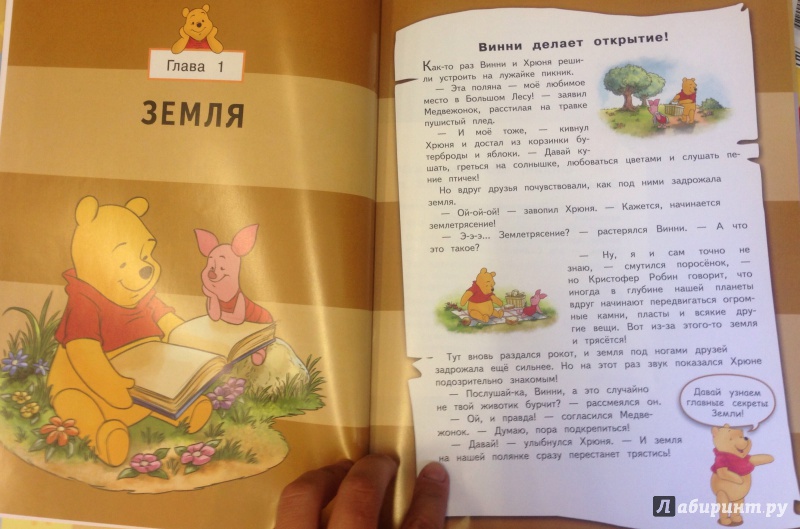 Глава 1
ЗЕМЛЯ
Винни делает открытие!
Как-то раз Винни и Хрюня реши-
ли устроить на лужайке пикник.
— Эта поляна — моё любимое
место в Большом Лесу! — заявил
Медвежонок, расстилая на травке
пушистый плед.
— И моё тоже, — кивнул
Хрюня и достал из корзинки бу-
терброды и яблоки. — Давай ку-
шать, греться на солнышке, любоваться цветами и слушать пе-
ние птичек!
Но вдруг друзья почувствовали, как под ними задрожала
земля.
— Ой-ой-ой! — завопил Хрюня. — Кажется, начинается
землетрясение!
— Э-э-э... Землетрясение? — растерялся Винни. — А что
это такое?
— Ну, я и сам точно не
знаю, — смутился поросёнок, —
но Кристофер Робин говорит, что
иногда в глубине нашей планеты
вдруг начинают передвигаться огром-
ные камни, пласты и всякие дру-
гие вещи. Вот из-за этого-то земля
и трясётся!
- Тут вновь раздался рокот, и земля под ногами друзей
задрожала ещё сильнее. Но на этот раз звук показался Хрюне
подозрительно знакомым!
— Послушай-ка, Винни, а это случайно
не твой животик бурчит? — рассмеялся он.
— Ой, и правда! — согласился Медве-
жонок. — Думаю, пора подкрепиться!
— Давай! — улыбнулся Хрюня. — И земля
на нашей полянке сразу перестанет трястись!
Давай узнаем
главные секреты
Земли!
Лабиринт.ру